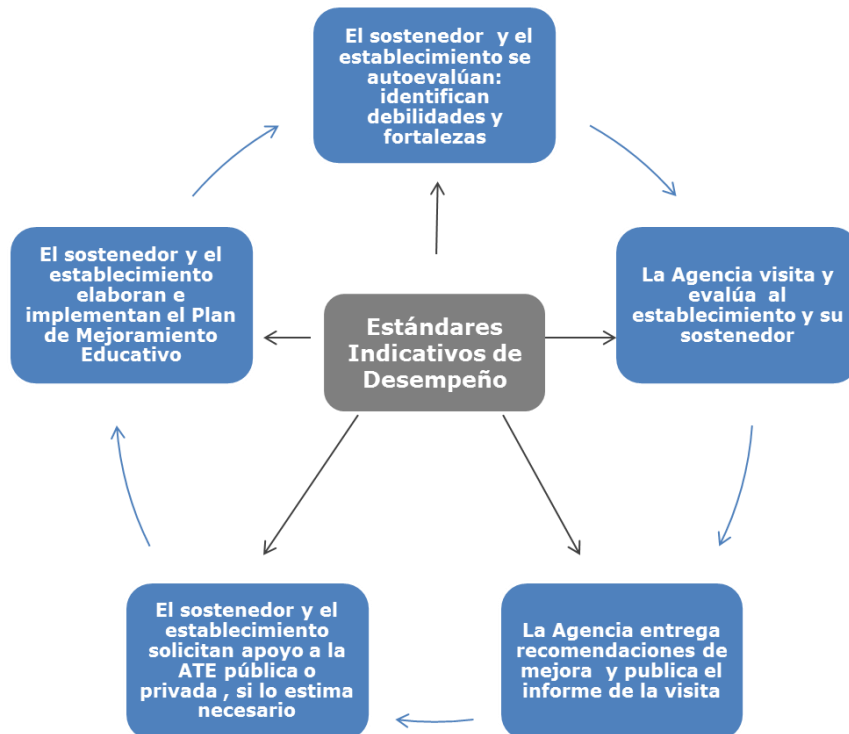 El sostenedor y el
establecimiento se
autoevalúan:
identifican
debilidades y
fortalezas
El sostenedor y el
establecimiento
elaboran e
implementan el Plan
de Mejoramiento
Educativo
Estándares
Indicativos de
Desempeño
La Agencia visita y
evalúa al
establecimiento y su
sostenedor
El sostenedor y el
establecimiento
solicitan apoyo a la
ATE pública o
privada , si lo estima
necesario
La Agencia entrega
recomendaciones de
mejora y publica el
informe de la visita